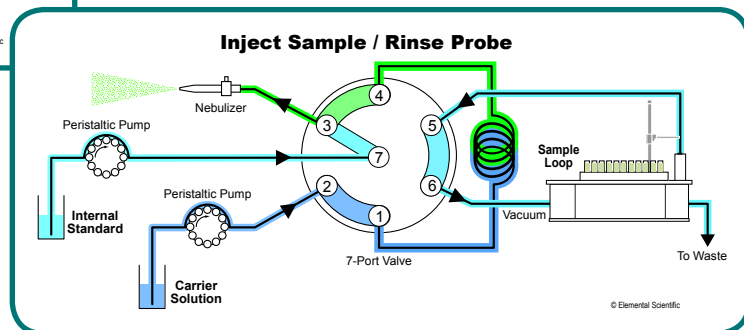 Inject Sample / Rinse Probe
Nebulizer
Peristaltic Pump
4
3
5
7
Sample
Loop
Peristaltic Pump
2
6
1
Internal
Standard
Vacuum
7-Port Valve
To Waste
Carrier
Solution
© Elemental Scientific